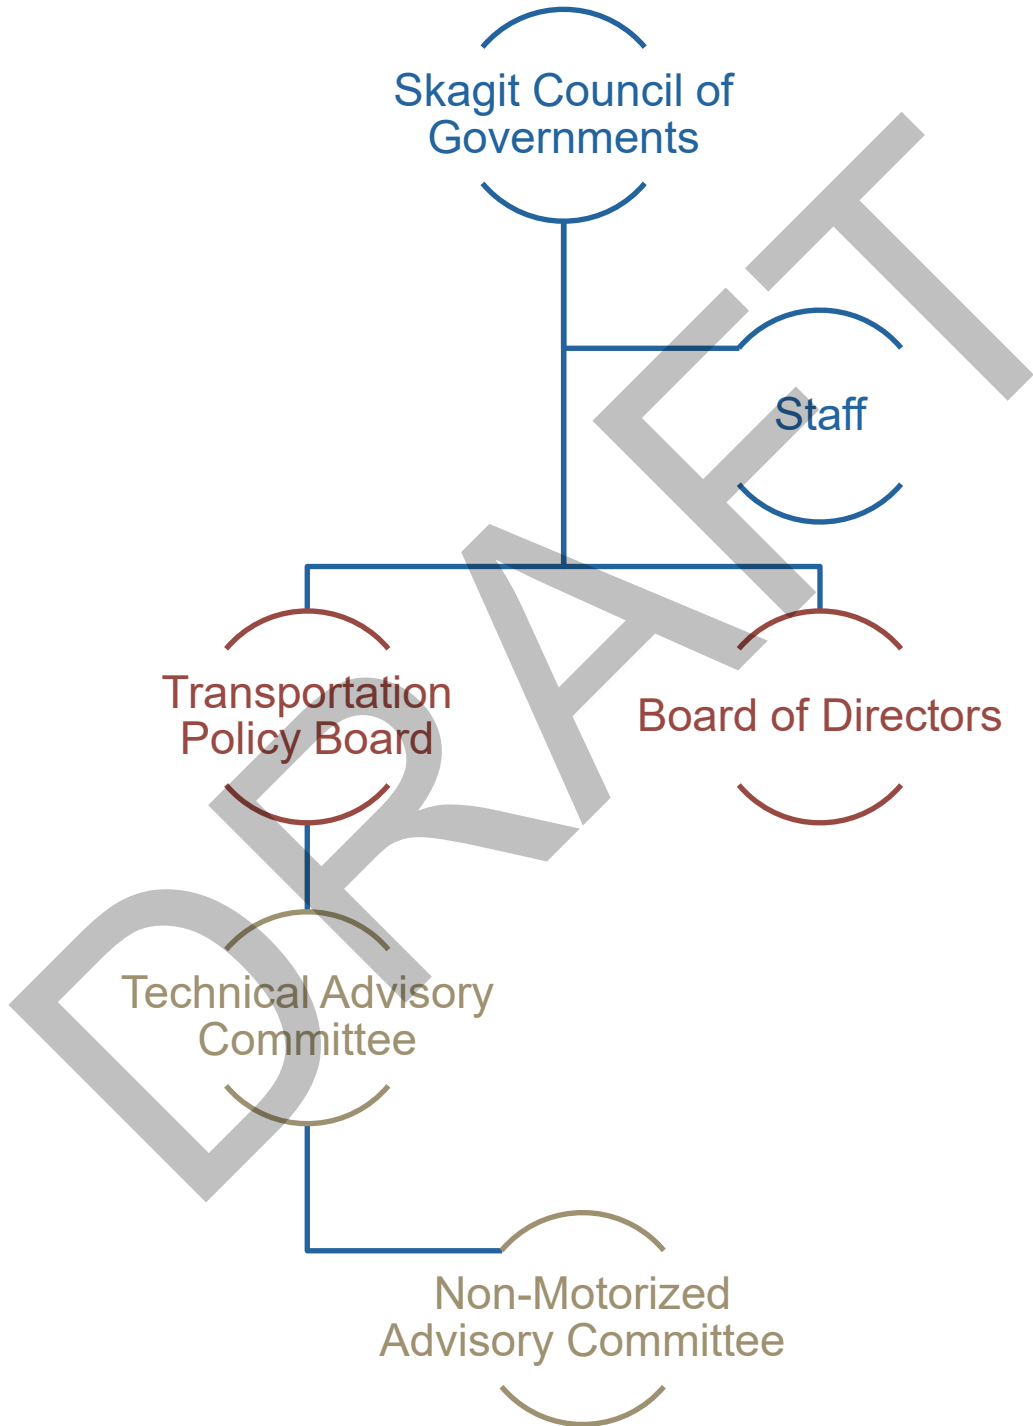 Skagit Council of
Governments
Staff
Transportation
Policy Board
Board of Directors
Technical Advisory
Committee
Non-Motorized
Advisory Committee
DRAFT